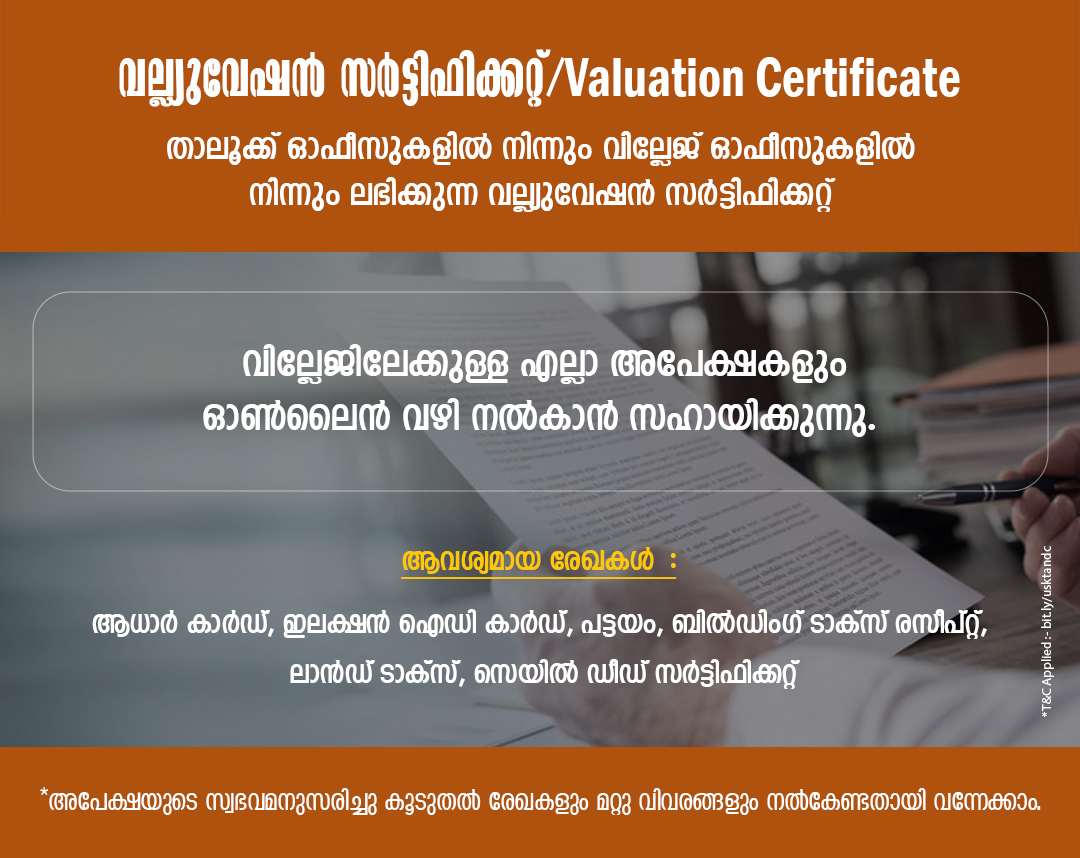 വല്ല്യുവേഷൻ സർട്ടിഫിക്കറ്റ്/Valuation Certificate
താലൂക്ക് ഓഫീസുകളിൽ നിന്നും വില്ലേജ് ഓഫീസുകളിൽ
നിന്നും ലഭിക്കുന്ന വല്ല്യുവേഷൻ സർട്ടിഫിക്കറ്റ്
വില്ലേജിലേക്കുള്ള എല്ലാ അപേക്ഷകളും
ഓൺലൈൻ വഴി നൽകാൻ സഹായിക്കുന്നു.
ആവശ്യമായ രേഖകൾ :
ആധാർ കാർഡ്, ഇലക്ഷൻ ഐഡി കാർഡ്, പട്ടയം, ബിൽഡിംഗ് ടാക്സ് രസീപ്റ്റ്,
ലാൻഡ് ടാക്സ്, സെയിൽ ഡീഡ് സർട്ടിഫിക്കറ്റ്
*T&C Applied :- bit.ly/usktandc
*അപേക്ഷയുടെ സ്വഭവമനുസരിച്ചു കൂടുതൽ രേഖകളും മറ്റു വിവരങ്ങളും നൽകേണ്ടതായി വന്നേക്കാം.